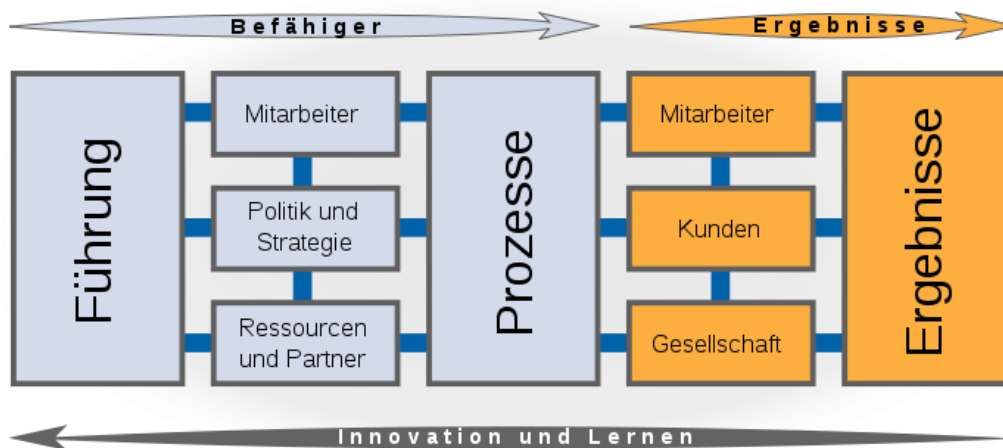 Befähiger
Ergebnisse
Führung
Mitarbeiter
Politik und
Strategie
Ressourcen
und Partner
Prozesse
Mitarbeiter
Kunden
Gesellschaft
Ergebnisse
Innovation und Lernen